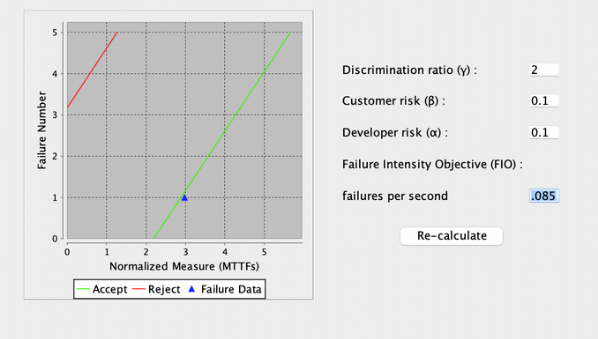 5
4
3
2
1
0
Failure Number
0 1 2 3 4 5
Normalized Measure (MTTFs)
Accept Reject Failure Data
Discrimination ratio (γ) : 2
Customer risk (β) : 0.1
Developer risk (α) : 0.1
Failure Intensity Objective (FIO) :
failures per second .085
Re-calculate